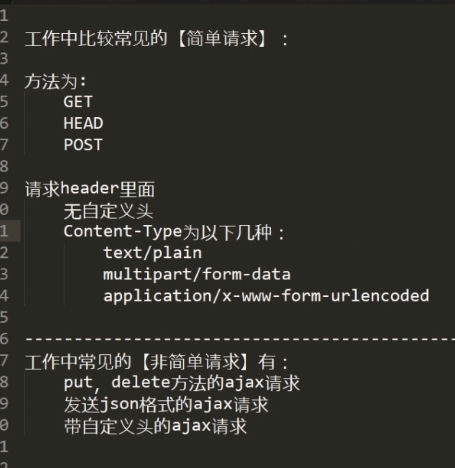 1
2 工作中比较常见的【简单请求】:
3
4 方法为:
5 GET
6 HEAD
7 POST
8
9 请求header里面
0 无自定义头
1 Content-Type为以下几种:
2 text/plain
3 multipart/form-data
4 application/x-www-form-urlencoded
5
6 --------------------------------------------
7 工作中常见的【非简单请求】有:
8 put, delete方法的ajax请求
9 发送json格式的ajax请求
0 带自定义头的ajax请求
1